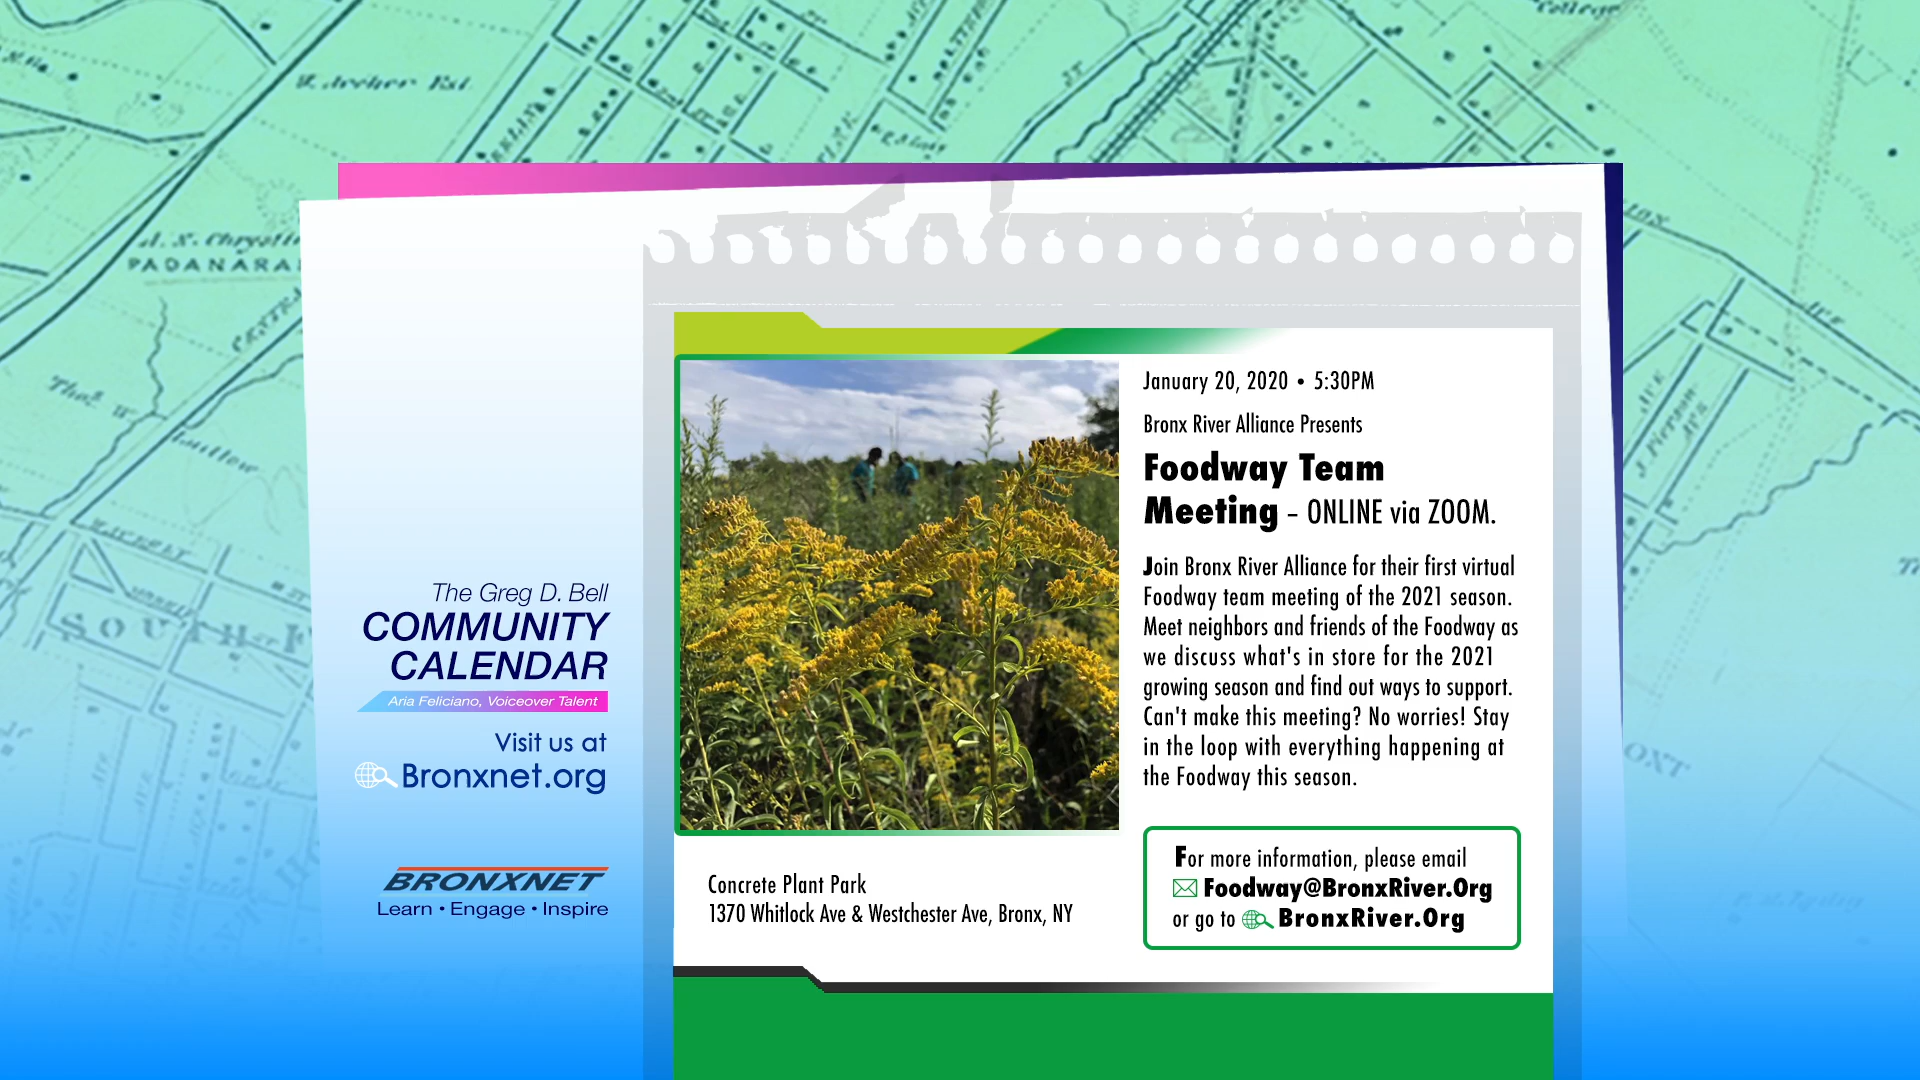 College
PADANARA
The Greg D. Bell
COMMUNITY
CALENDAR
Aria Feliciano, Voiceover Talent
Visit us at
Bronxnet.org
BRONXNET
Learn • Engage • Inspire
January 20, 2020 • 5:30PM
Bronx River Alliance Presents
Foodway Team
Meeting – ONLINE via ZOOM.
Join Bronx River Alliance for their first virtual
Foodway team meeting of the 2021 season.
Meet neighbors and friends of the Foodway as
we discuss what's in store for the 2021
growing season and find out ways to support.
Can't make this meeting? No worries! Stay
in the loop with everything happening at
the Foodway this season.
Concrete Plant Park
1370 Whitlock Ave & Westchester Ave, Bronx, NY
For more information, please email
Foodway@BronxRiver.Org
or go to BronxRiver.Org